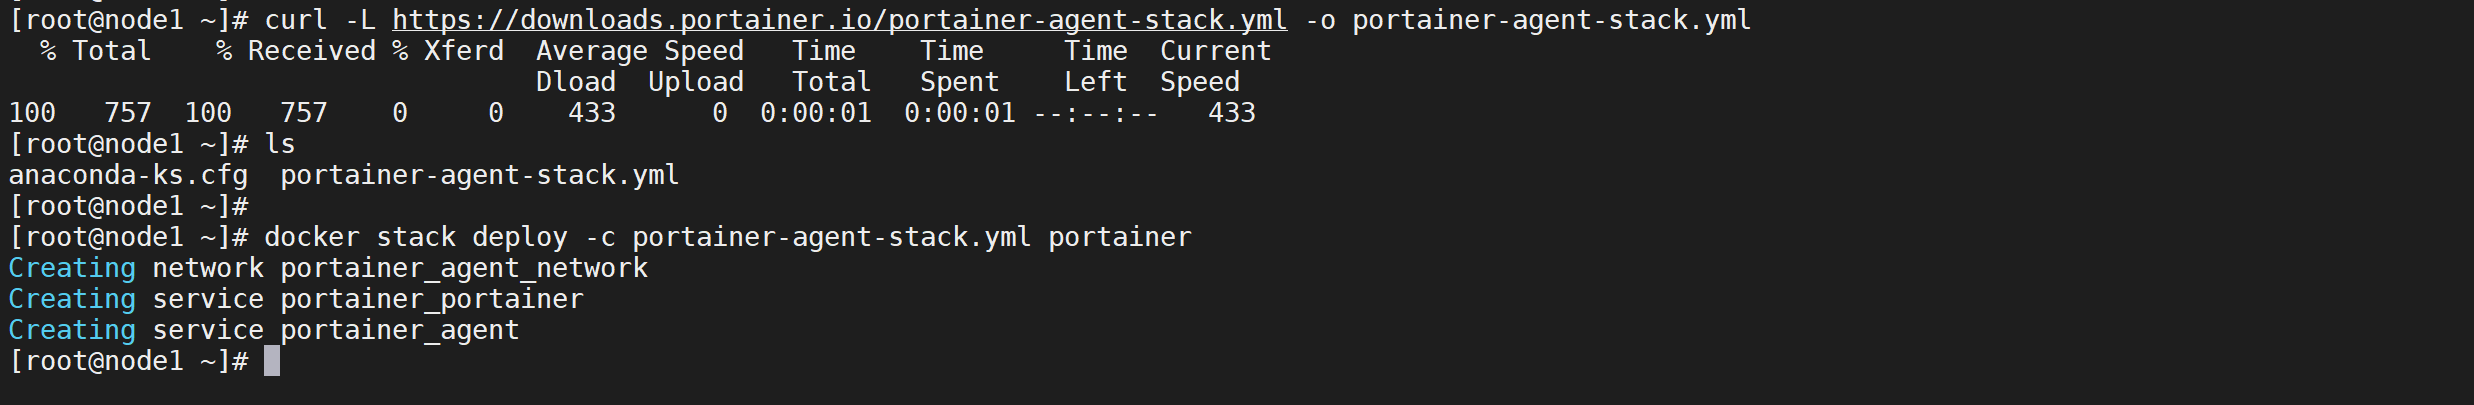 [root@node1 ~]# curl -L https://downloads.portainer.io/portainer-agent-stack.yml -o portainer-agent-stack.yml
  % Total    % Received % Xferd  Average Speed   Time    Time     Time  Current
                                 Dload  Upload   Total   Spent    Left  Speed
100   757  100   757    0     0    433      0  0:00:01  0:00:01 --:--:--   433
[root@node1 ~]# ls
anaconda-ks.cfg  portainer-agent-stack.yml
[root@node1 ~]#
[root@node1 ~]# docker stack deploy -c portainer-agent-stack.yml portainer
Creating network portainer_agent_network
Creating service portainer_portainer
Creating service portainer_agent
[root@node1 ~]#